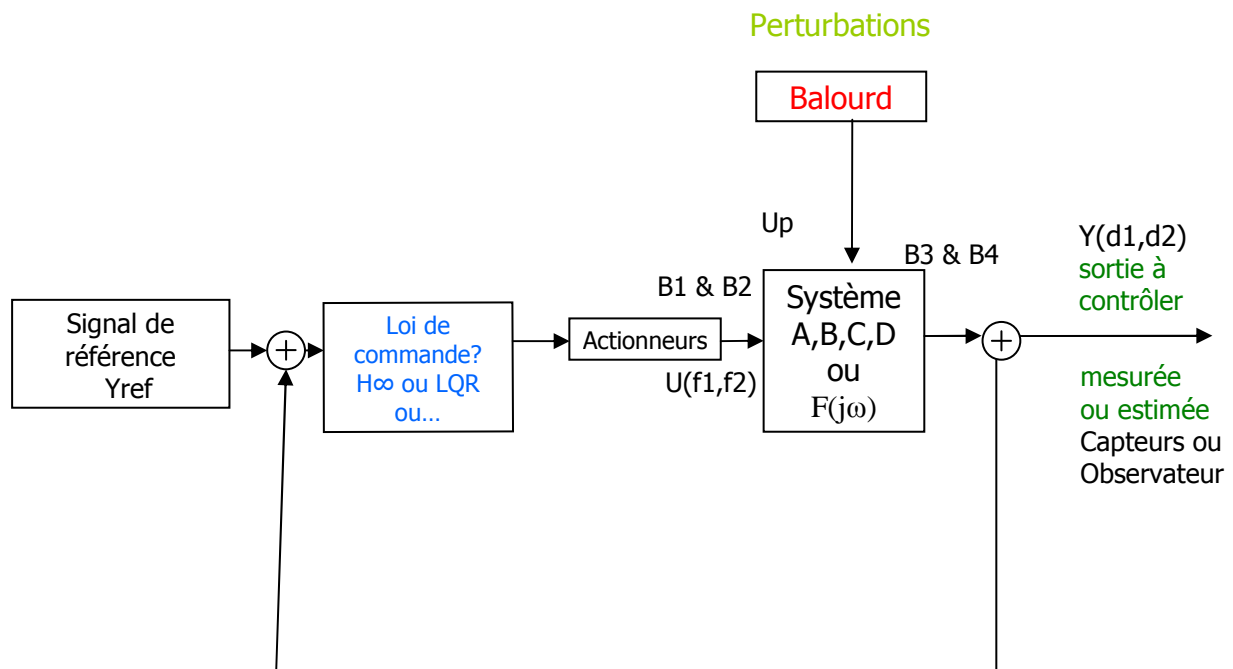 Perturbations
Balourd
Up
B3 & B4
Y(d1,d2)
sortie à
contrôler
B1 & B2
Système
A,B,C,D
ou
F(jω)
Signal de
référence
Yref
+
Loi de
commande?
H∞ ou LQR
ou...
Actionneurs
U(f1,f2)
+
mesurée
ou estimée
Capteurs ou
Observateur